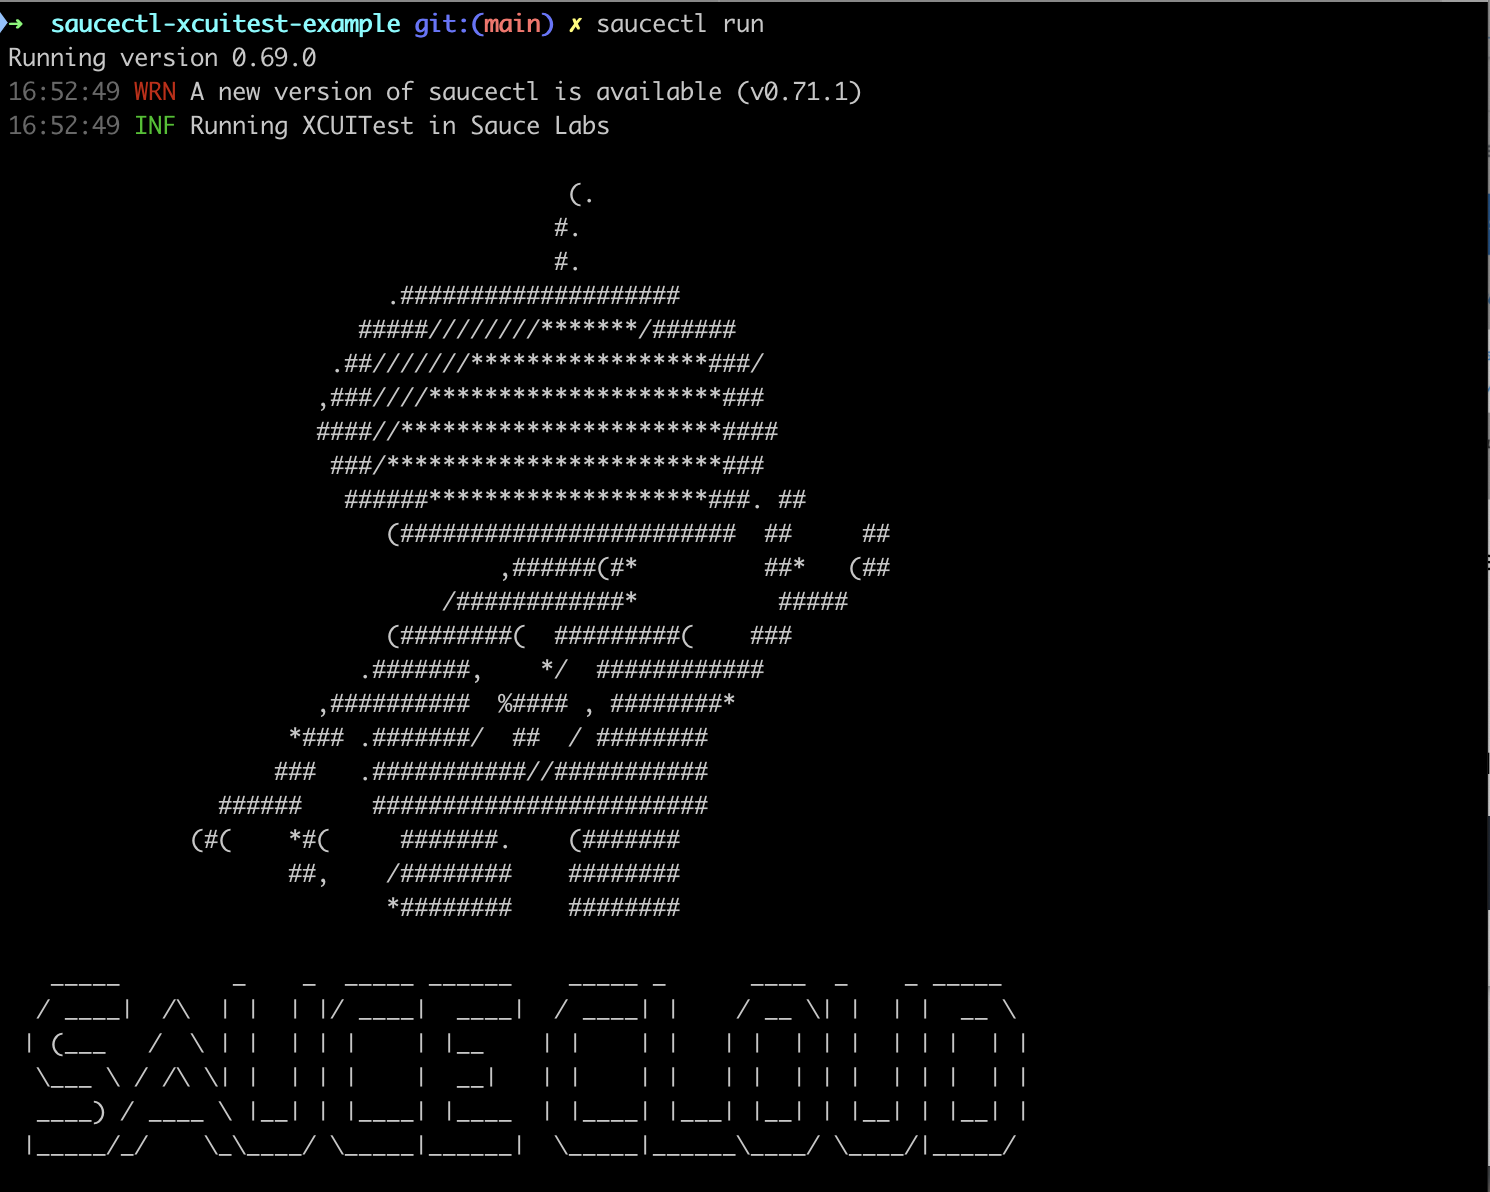 ➜  saucectl-xcuitest-example git:(main) ✗ saucectl run
Running version 0.69.0
16:52:49 WRN A new version of saucectl is available (v0.71.1)
16:52:49 INF Running XCUITest in Sauce Labs
SAUCE CLOUD